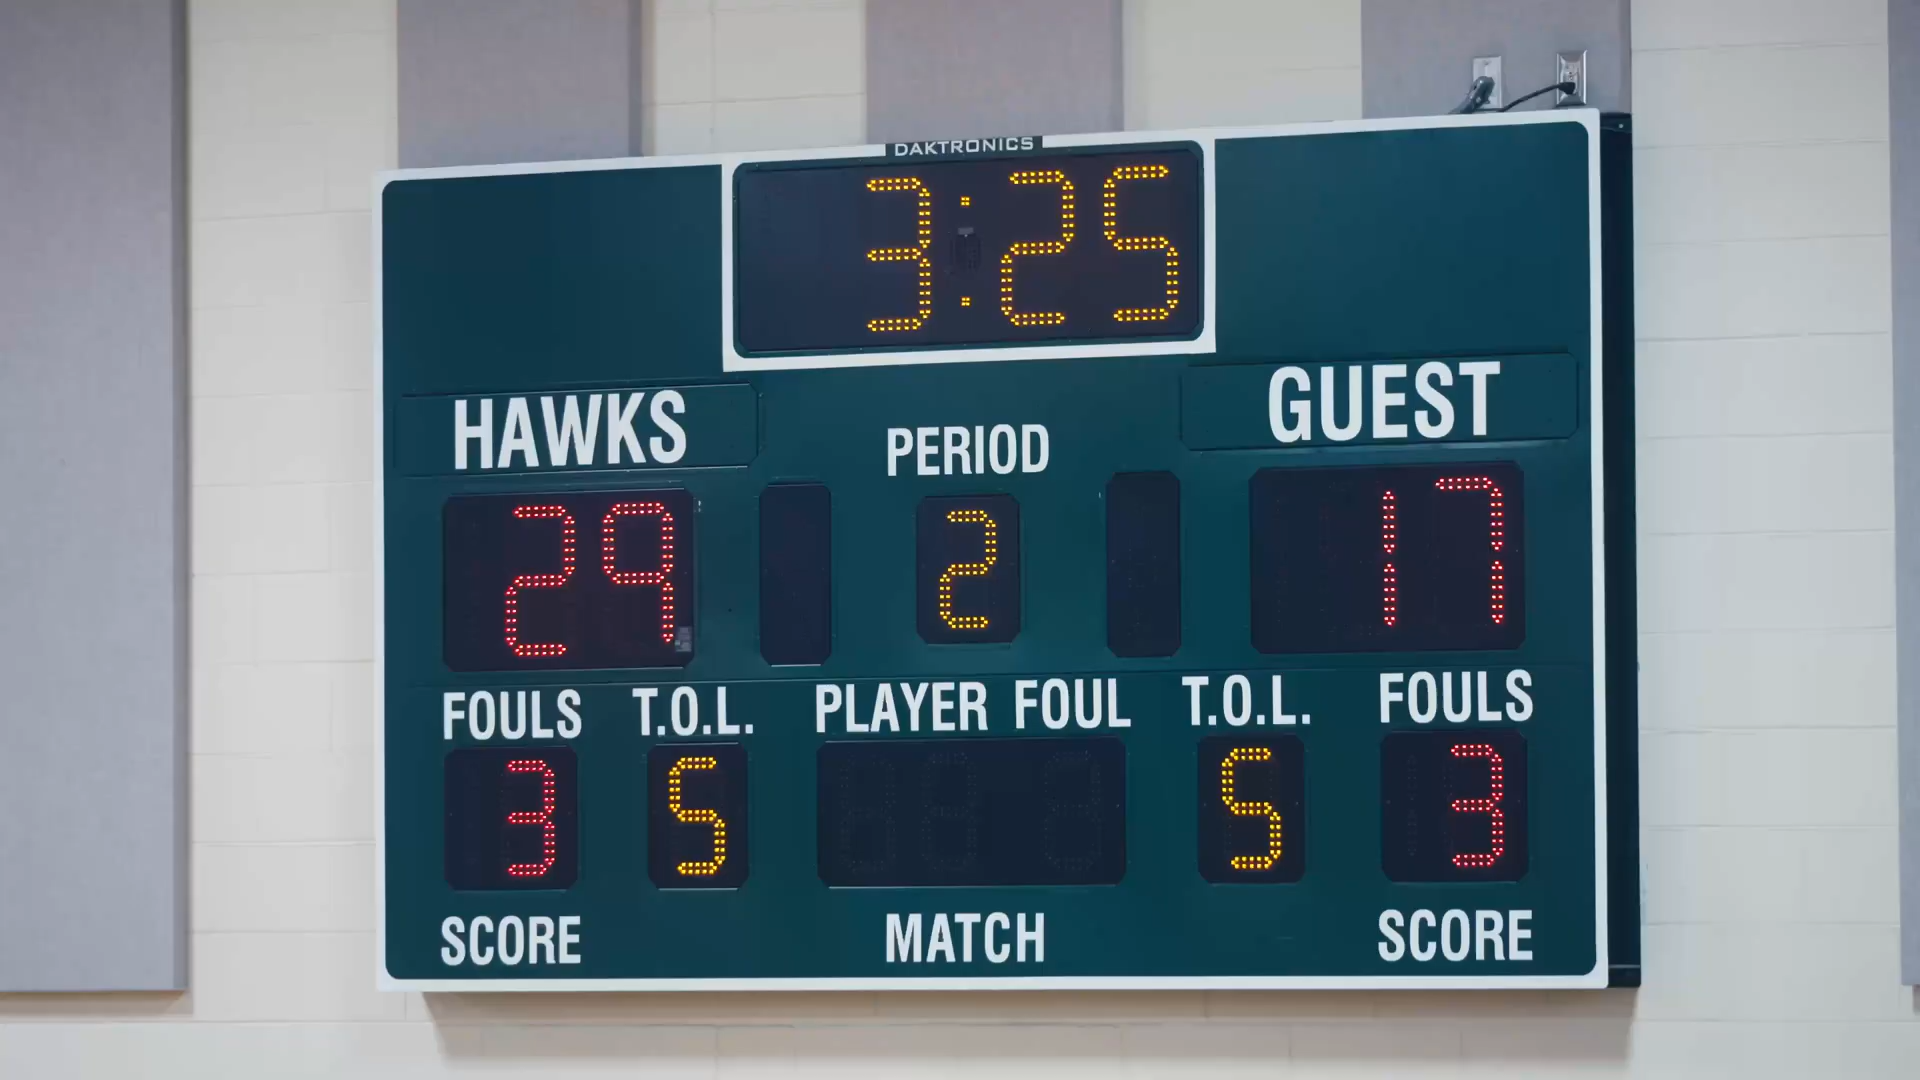 DAKTRONICS
3:25
HAWKS
GUEST
PERIOD
29
2
17
FOULS T.O.L. PLAYER FOUL T.O.L. FOULS
3 5 5 3
SCORE MATCH SCORE